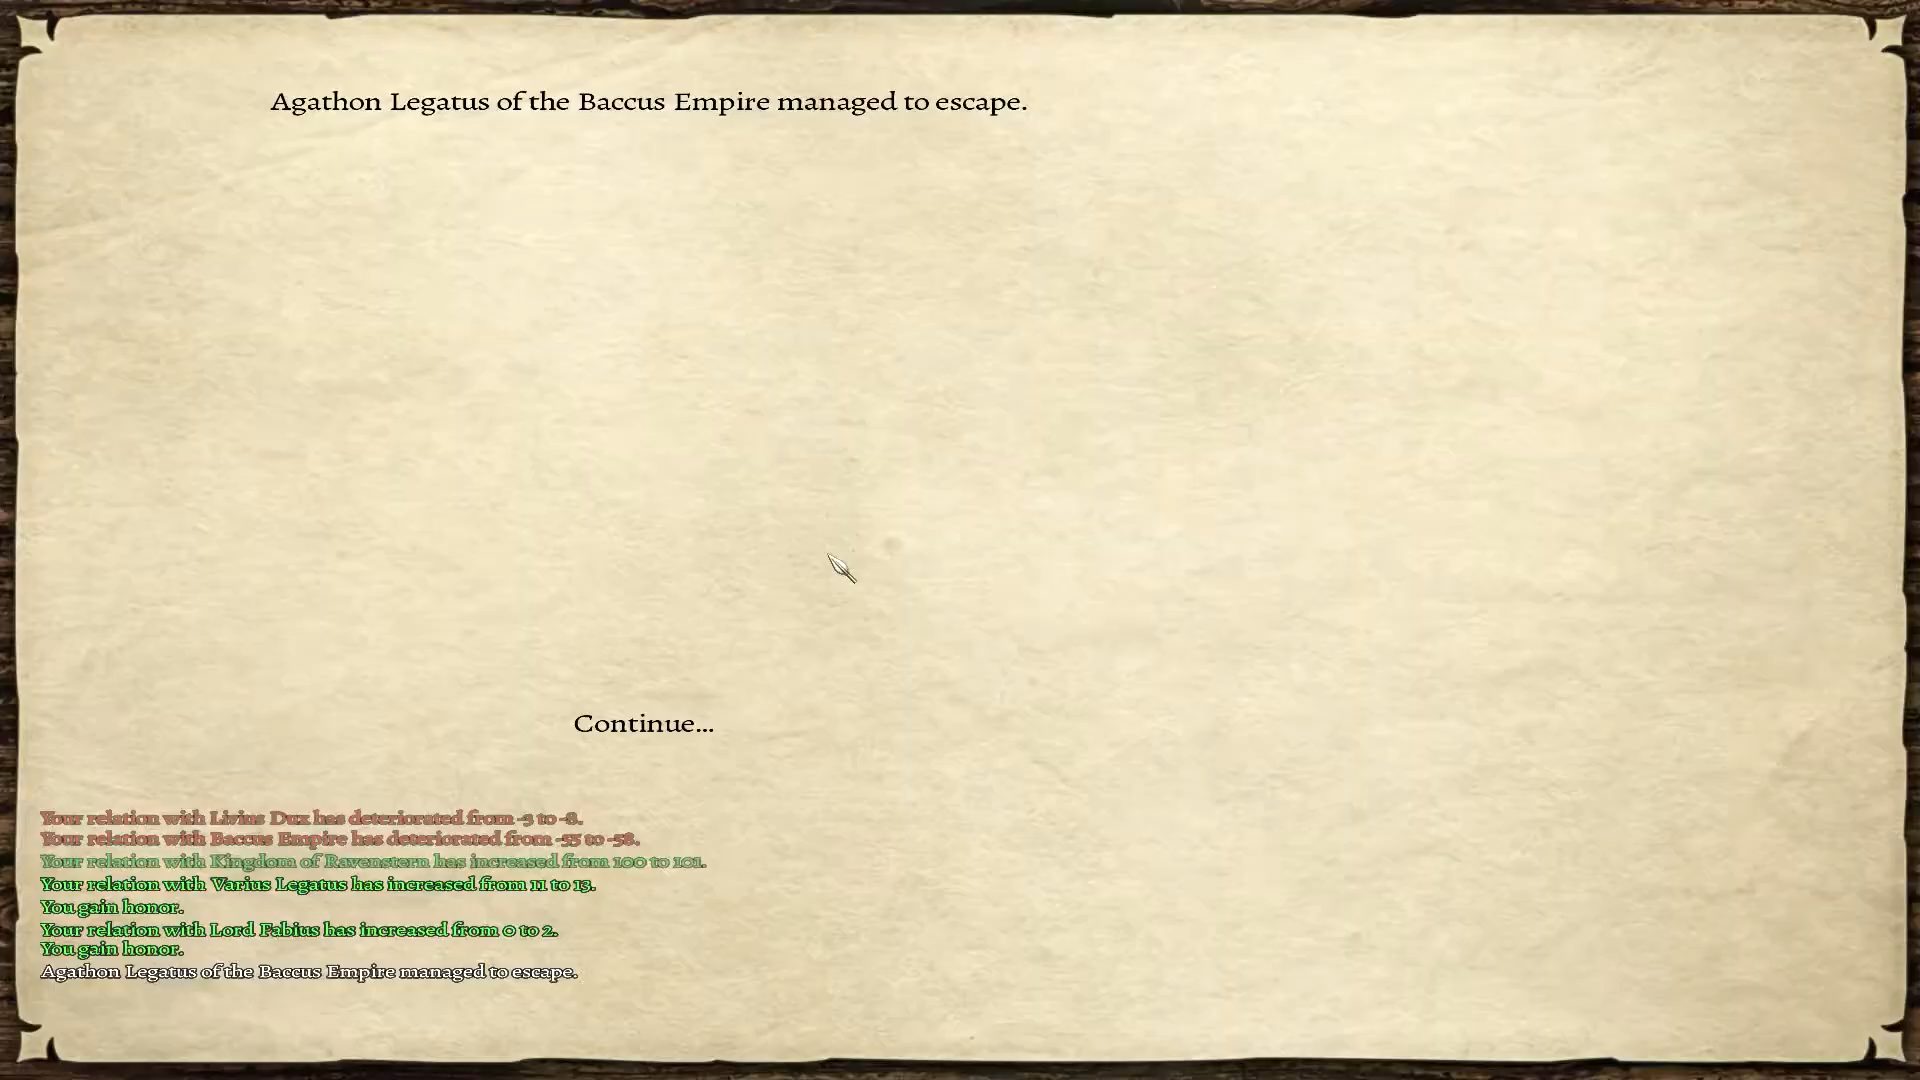 Agathon Legatus of the Baccus Empire managed to escape.
Continue...
Your relation with Livius Dux has deteriorated from -3 to -8.
Your relation with Baccus Empire has deteriorated from -55 to -58.
Your relation with Kingdom of Ravenstern has increased from 100 to 101.
Your relation with Varius Legatus has increased from 11 to 13.
You gain honor.
Your relation with Lord Fabius has increased from 0 to 2.
You gain honor.
Agathon Legatus of the Baccus Empire managed to escape.